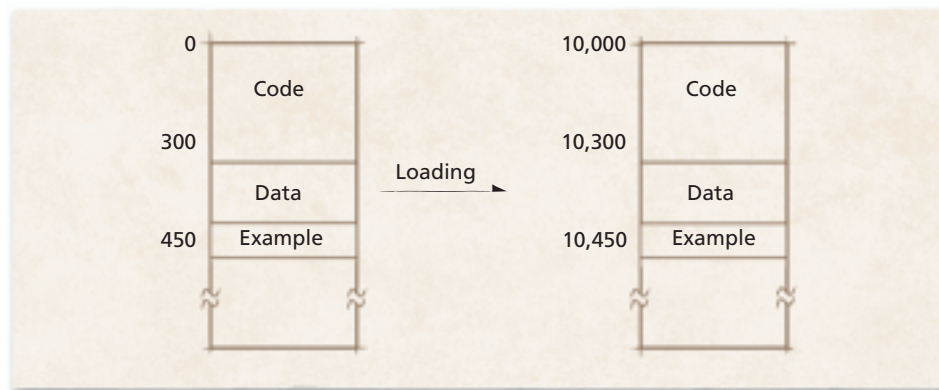 0
Code
300
Data
450
Example
Loading
10,000
Code
10,300
Data
10,450
Example